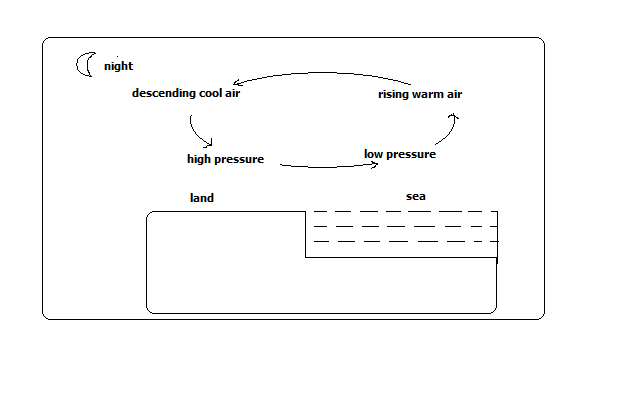 night
descending cool air
rising warm air
high pressure
low pressure
land
sea